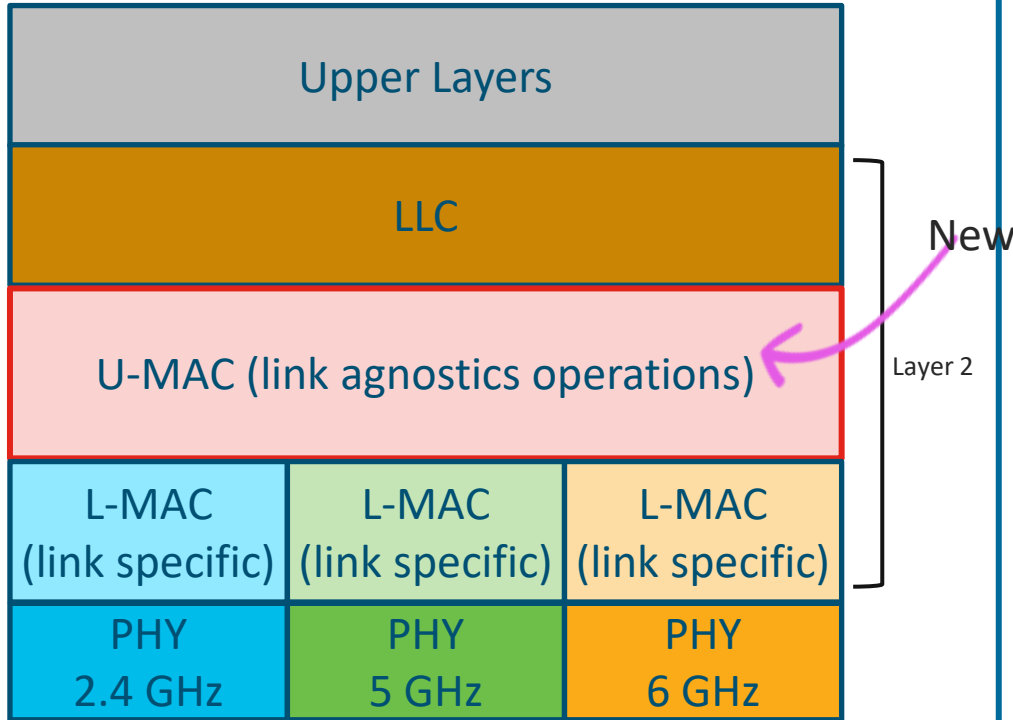 Upper Layers
LLC
New
U-MAC (link agnostics operations)
Layer 2
L-MAC
(link specific)
L-MAC
(link specific)
L-MAC
(link specific)
PHY
2.4 GHz
PHY
5 GHz
PHY
6 GHz